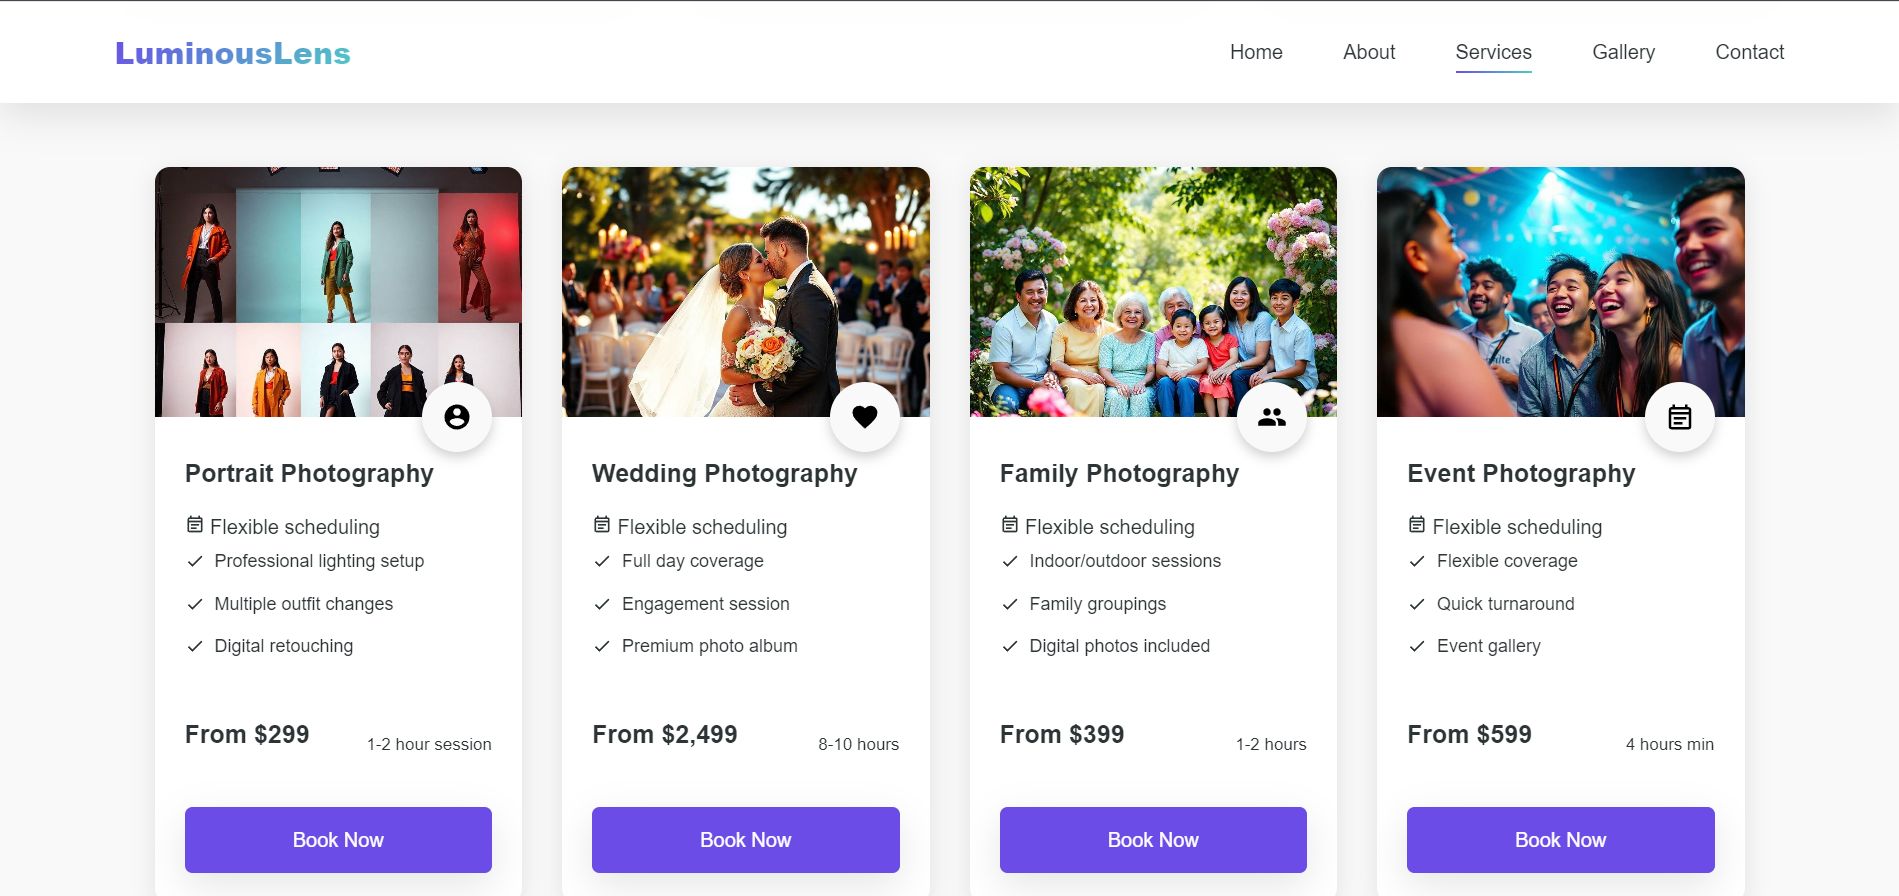 LuminousLens
Home About Services Gallery Contact
Portrait Photography
Flexible scheduling
Professional lighting setup
Multiple outfit changes
Digital retouching
From $299 1-2 hour session
Book Now
Wedding Photography
Flexible scheduling
Full day coverage
Engagement session
Premium photo album
From $2,499 8-10 hours
Book Now
Family Photography
Flexible scheduling
Indoor/outdoor sessions
Family groupings
Digital photos included
From $399 1-2 hours
Book Now
Event Photography
Flexible scheduling
Flexible coverage
Quick turnaround
Event gallery
From $599 4 hours min
Book Now